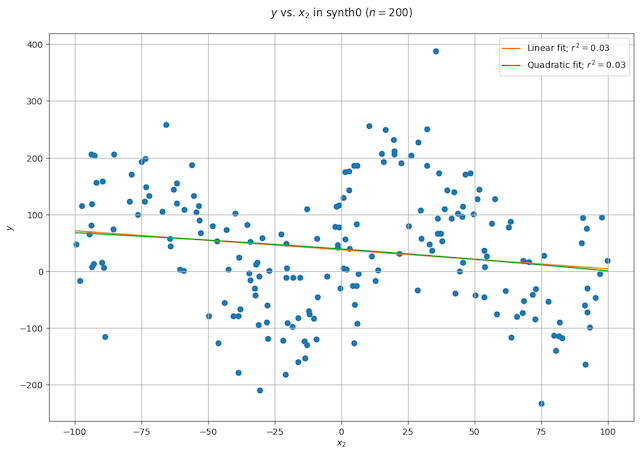 y vs. x₂ in synth0 (n = 200)
Linear fit; r² = 0.03
Quadratic fit; r² = 0.03
400
300
200
100
0
−100
−200
y
−100 −75 −50 −25 0 25 50 75 100
x₂